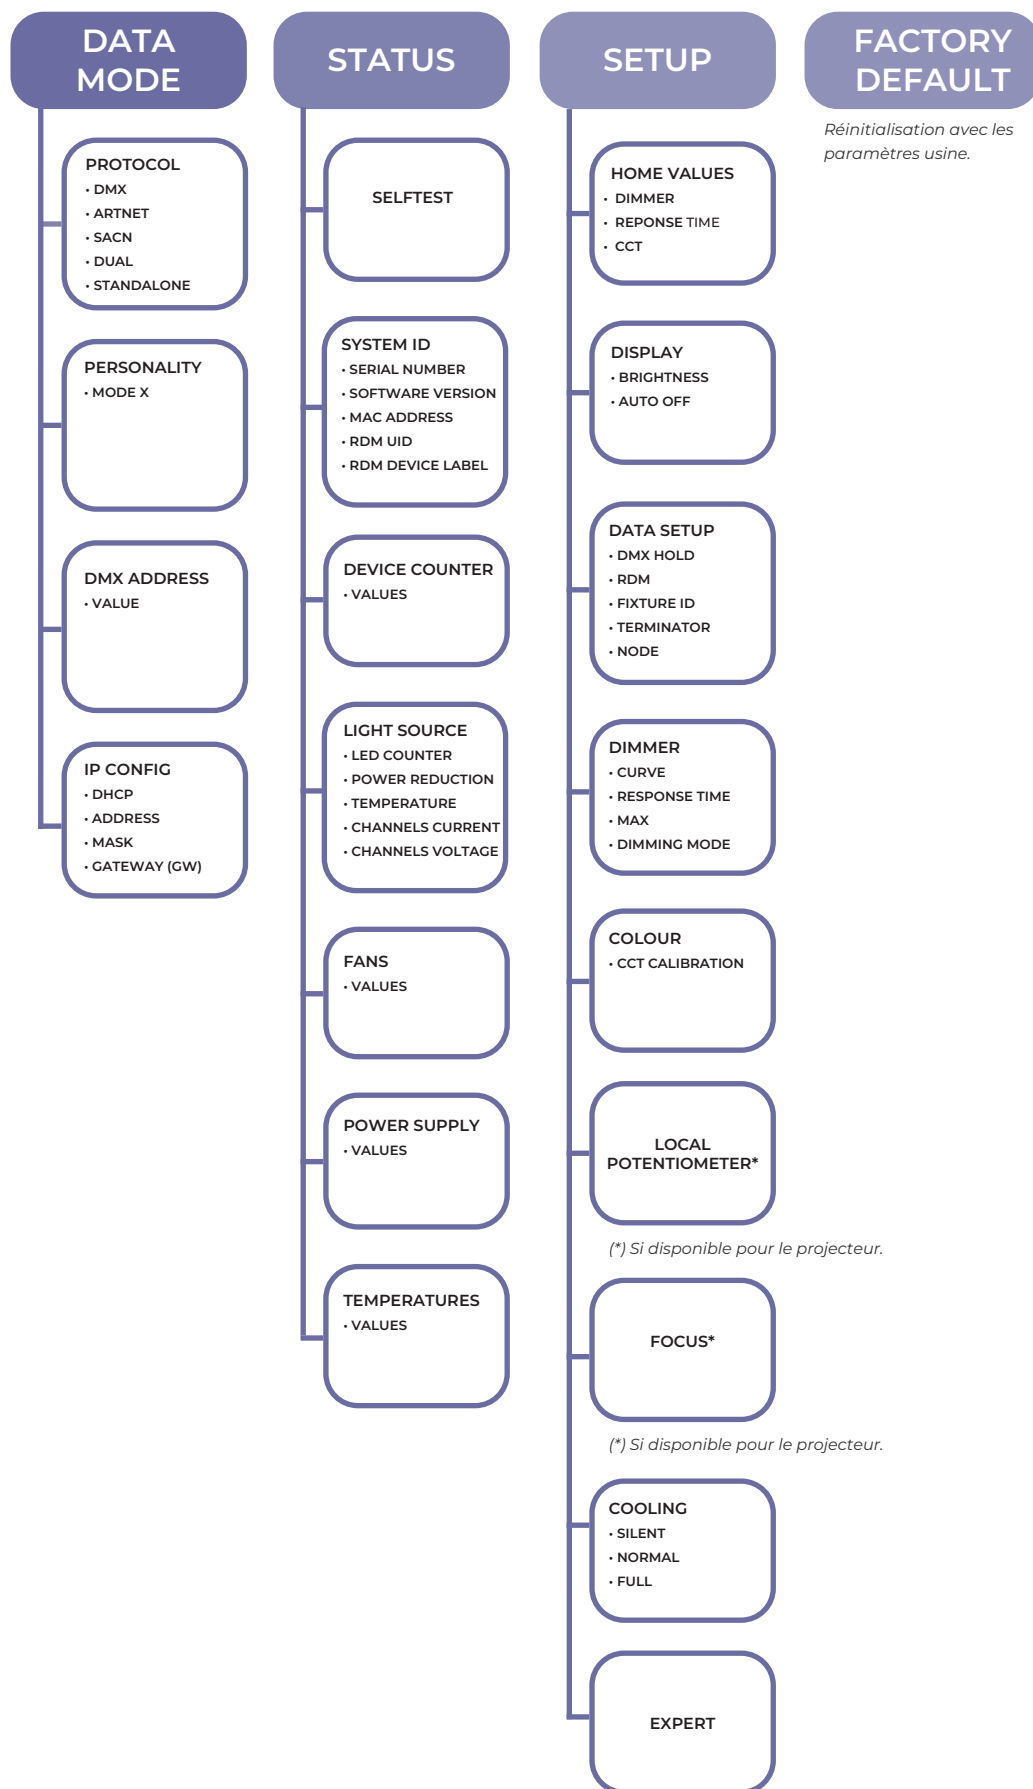 DATA
MODE
PROTOCOL
• DMX
• ARTNET
• SACN
• DUAL
• STANDALONE
PERSONALITY
• MODE X
DMX ADDRESS
• VALUE
IP CONFIG
• DHCP
• ADDRESS
• MASK
• GATEWAY (GW)
STATUS
SELFTEST
SYSTEM ID
• SERIAL NUMBER
• SOFTWARE VERSION
• MAC ADDRESS
• RDM UID
• RDM DEVICE LABEL
DEVICE COUNTER
• VALUES
LIGHT SOURCE
• LED COUNTER
• POWER REDUCTION
• TEMPERATURE
• CHANNELS CURRENT
• CHANNELS VOLTAGE
FANS
• VALUES
POWER SUPPLY
• VALUES
TEMPERATURES
• VALUES
SETUP
HOME VALUES
• DIMMER
• REPONSE TIME
• CCT
DISPLAY
• BRIGHTNESS
• AUTO OFF
DATA SETUP
• DMX HOLD
• RDM
• FIXTURE ID
• TERMINATOR
• NODE
DIMMER
• CURVE
• RESPONSE TIME
• MAX
• DIMMING MODE
COLOUR
• CCT CALIBRATION
LOCAL
POTENTIOMETER*
(*) Si disponible pour le projecteur.
FOCUS*
(*) Si disponible pour le projecteur.
COOLING
• SILENT
• NORMAL
• FULL
EXPERT
FACTORY
DEFAULT
Réinitialisation avec les
paramètres usine.